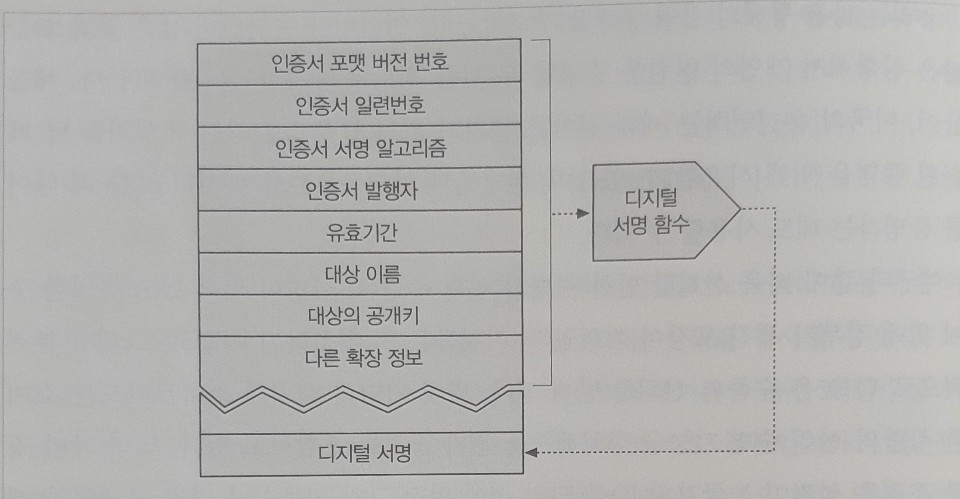 인증서 포맷 버전 번호
인증서 일련번호
인증서 서명 알고리즘
인증서 발행자
유효기간
대상 이름
대상의 공개키
다른 확장 정보
디지털 서명
디지털
서명 함수